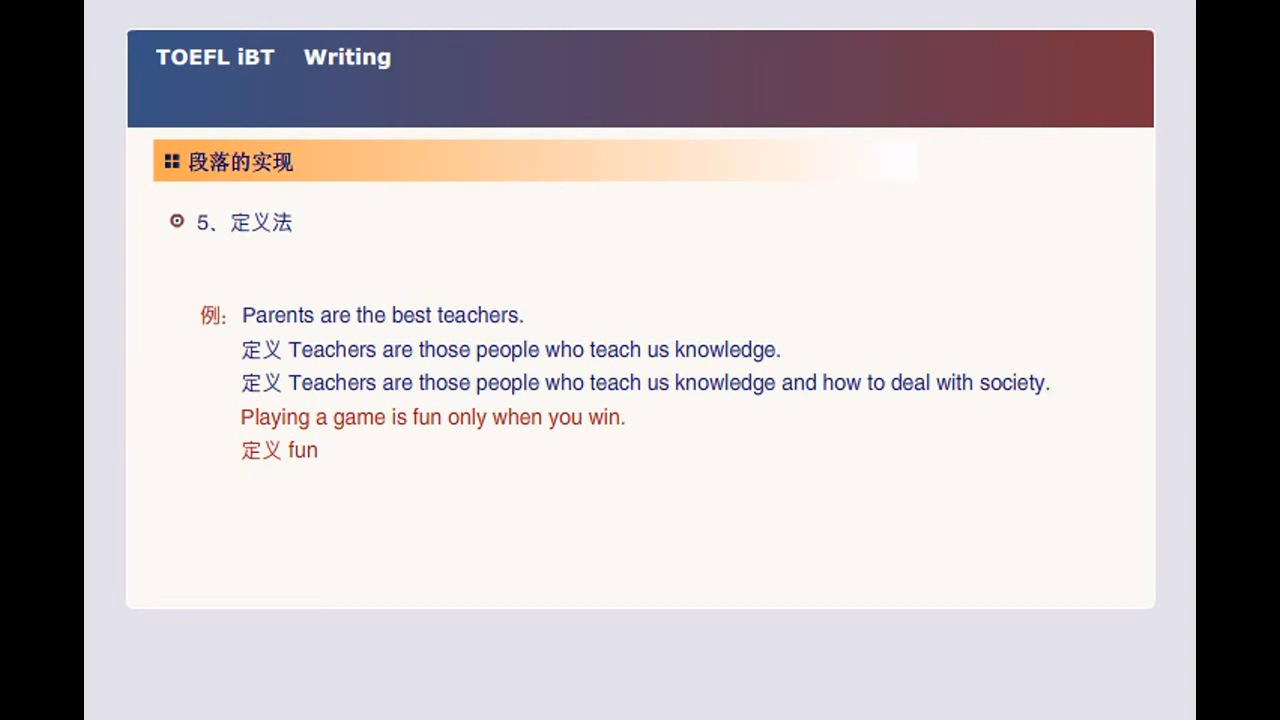 TOEFL iBT Writing
段落的实现
5、定义法
例: Parents are the best teachers.
定义 Teachers are those people who teach us knowledge.
定义 Teachers are those people who teach us knowledge and how to deal with society.
Playing a game is fun only when you win.
定义 fun